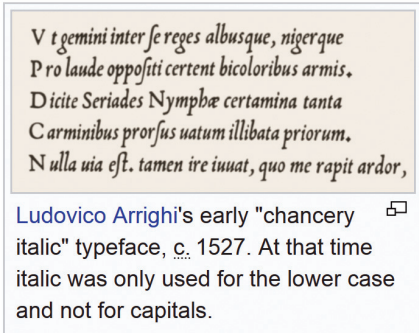 V t gemini inter ſe reges albusque, nigerque
P ro laude oppoſiti certent bicoloribus armis.
D icite Seriades Nymphæ certamina tanta
C arminibus prorſus uatum illibata priorum.
N ulla uia eſt. tamen ire iuuat, quo me rapit ardor,
Ludovico Arrighi's early "chancery
italic" typeface, c. 1527. At that time
italic was only used for the lower case
and not for capitals.